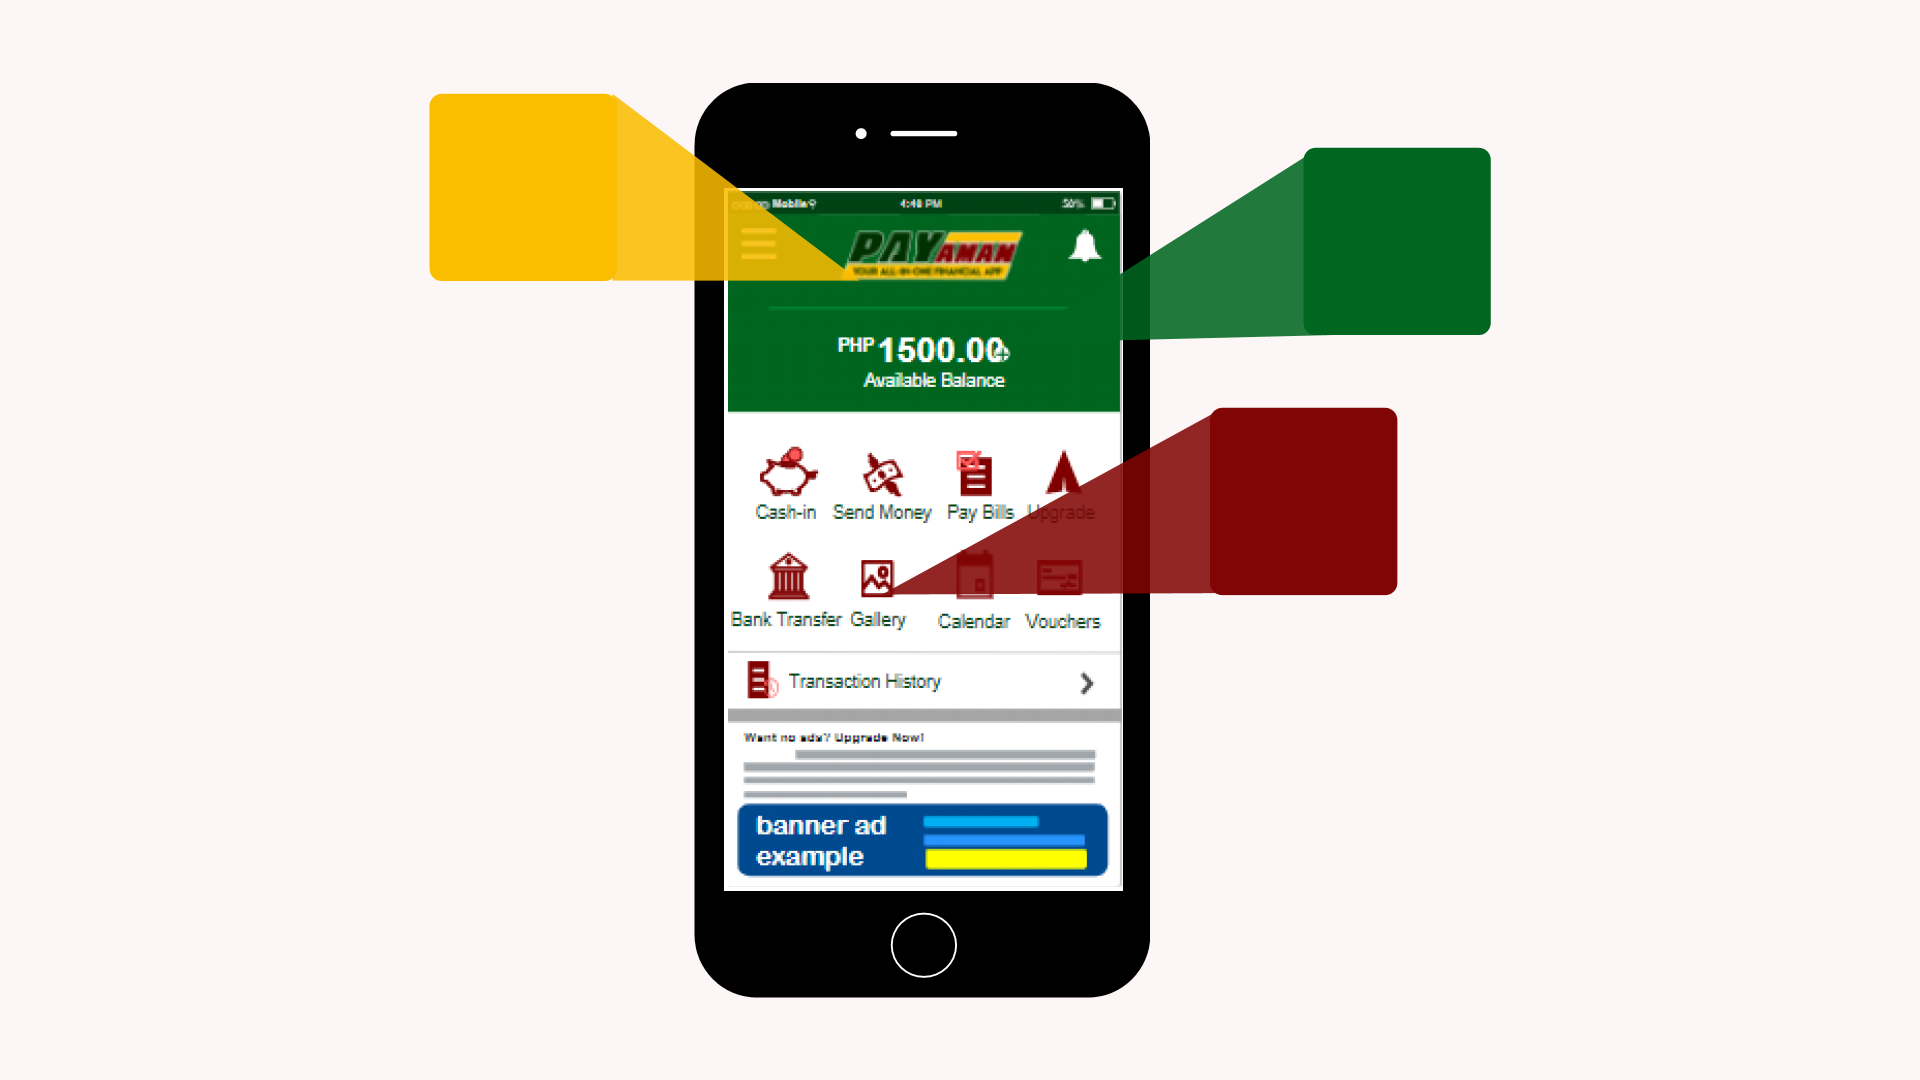 Mobile 4:40 PM 50%
PAYAMAN
YOUR ALL-IN-ONE FINANCIAL APP
PHP 1500.00
Available Balance
Cash-in Send Money Pay Bills Upgrade
Bank Transfer Gallery Calendar Vouchers
Transaction History
Want no ads? Upgrade Now!
banner ad
example